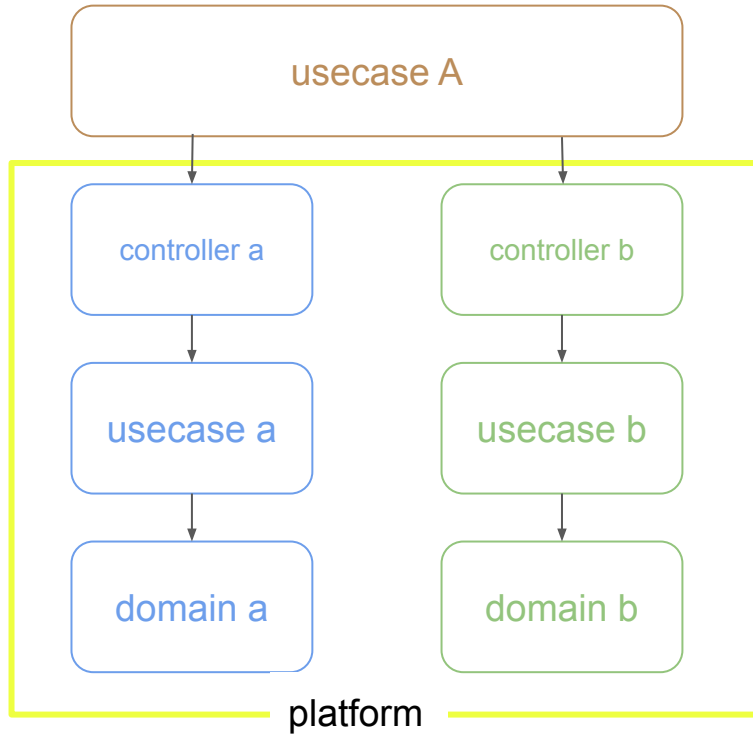 usecase A
controller a
controller b
usecase a
usecase b
domain a
domain b
platform